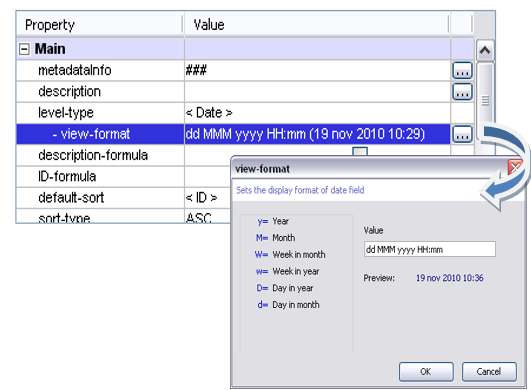 Property Value
Main
metadataInfo ###
...
description
...
level-type < Date >
- view-format dd MMM yyyy HH:mm (19 nov 2010 10:29)
...
description-formula
ID-formula
default-sort < ID >
sort-type ASC
view-format
Sets the display format of date field
y= Year
M= Month
W= Week in month
w= Week in year
D= Day in year
d= Day in month
Value
dd MMM yyyy HH:mm
Preview: 19 nov 2010 10:36
OK Cancel